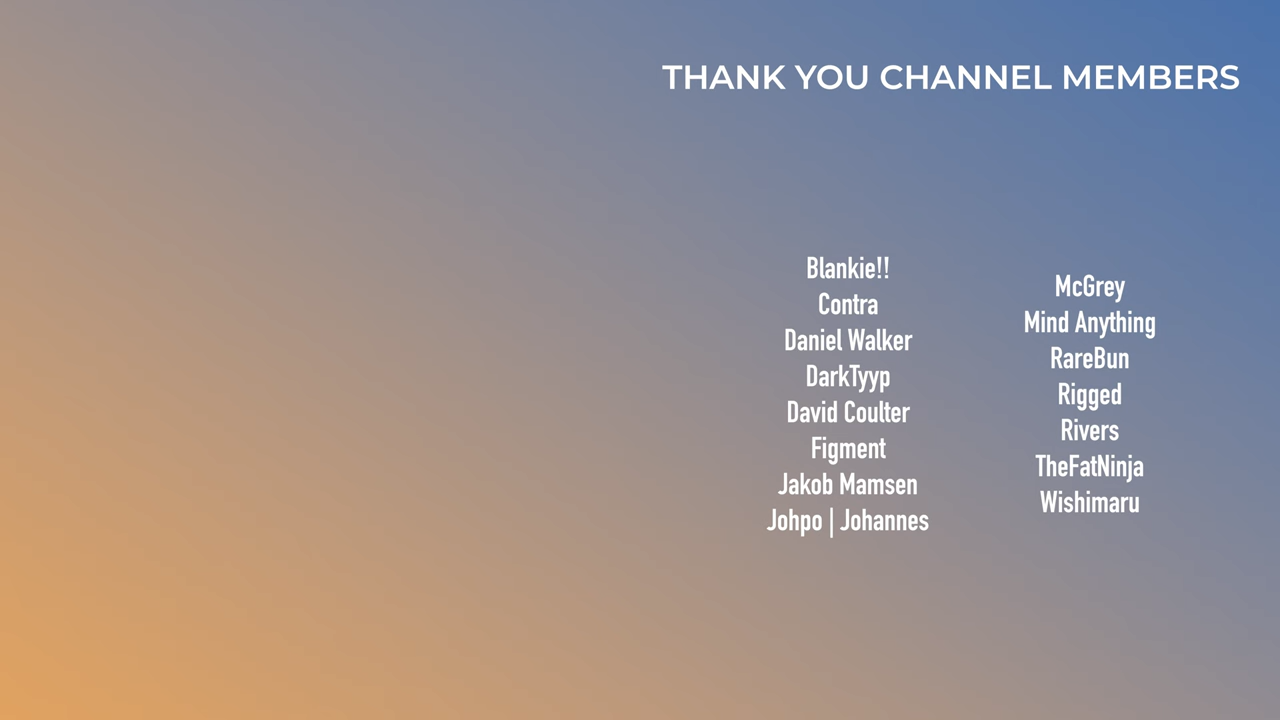 THANK YOU CHANNEL MEMBERS
Blankie!!
Contra
Daniel Walker
DarkTyyp
David Coulter
Figment
Jakob Mamsen
Johpo | Johannes
McGrey
Mind Anything
RareBun
Rigged
Rivers
TheFatNinja
Wishimaru